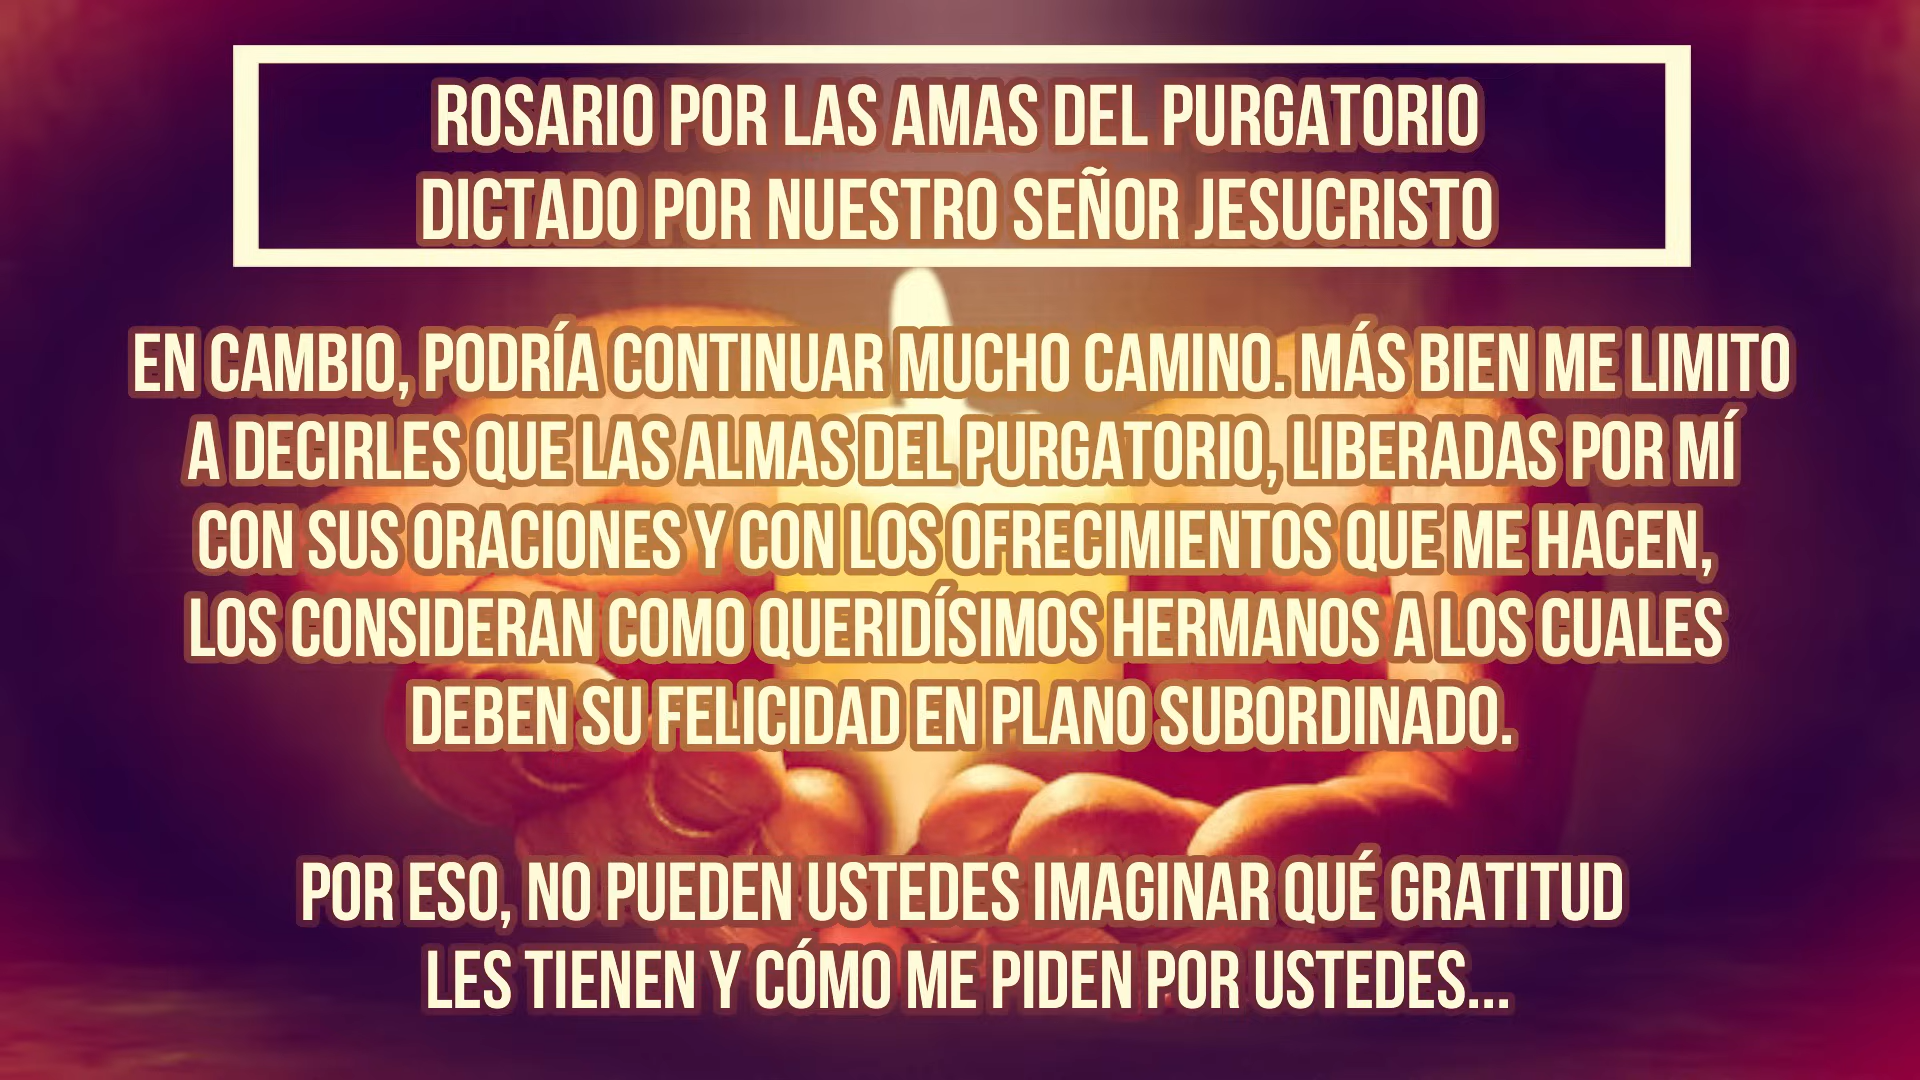 ROSARIO POR LAS AMAS DEL PURGATORIO
DICTADO POR NUESTRO SEÑOR JESUCRISTO
EN CAMBIO, PODRÍA CONTINUAR MUCHO CAMINO. MÁS BIEN ME LIMITO
A DECIRLES QUE LAS ALMAS DEL PURGATORIO, LIBERADAS POR MÍ
CON SUS ORACIONES Y CON LOS OFRECIMIENTOS QUE ME HACEN,
LOS CONSIDERAN COMO QUERIDÍSIMOS HERMANOS A LOS CUALES
DEBEN SU FELICIDAD EN PLANO SUBORDINADO.
POR ESO, NO PUEDEN USTEDES IMAGINAR QUÉ GRATITUD
LES TIENEN Y CÓMO ME PIDEN POR USTEDES...